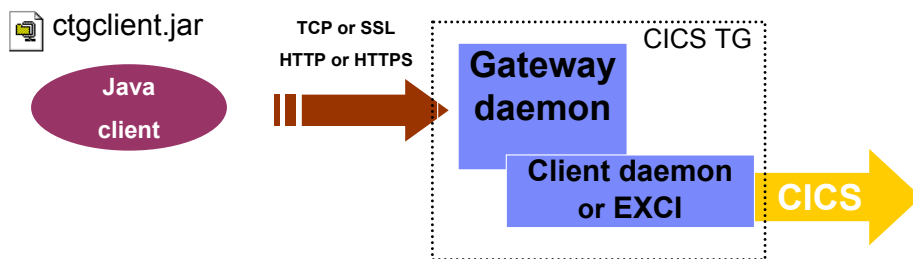 ctgclient.jar
TCP or SSL
HTTP or HTTPS
Java
client
CICS TG
Gateway
daemon
Client daemon
or EXCI
CICS